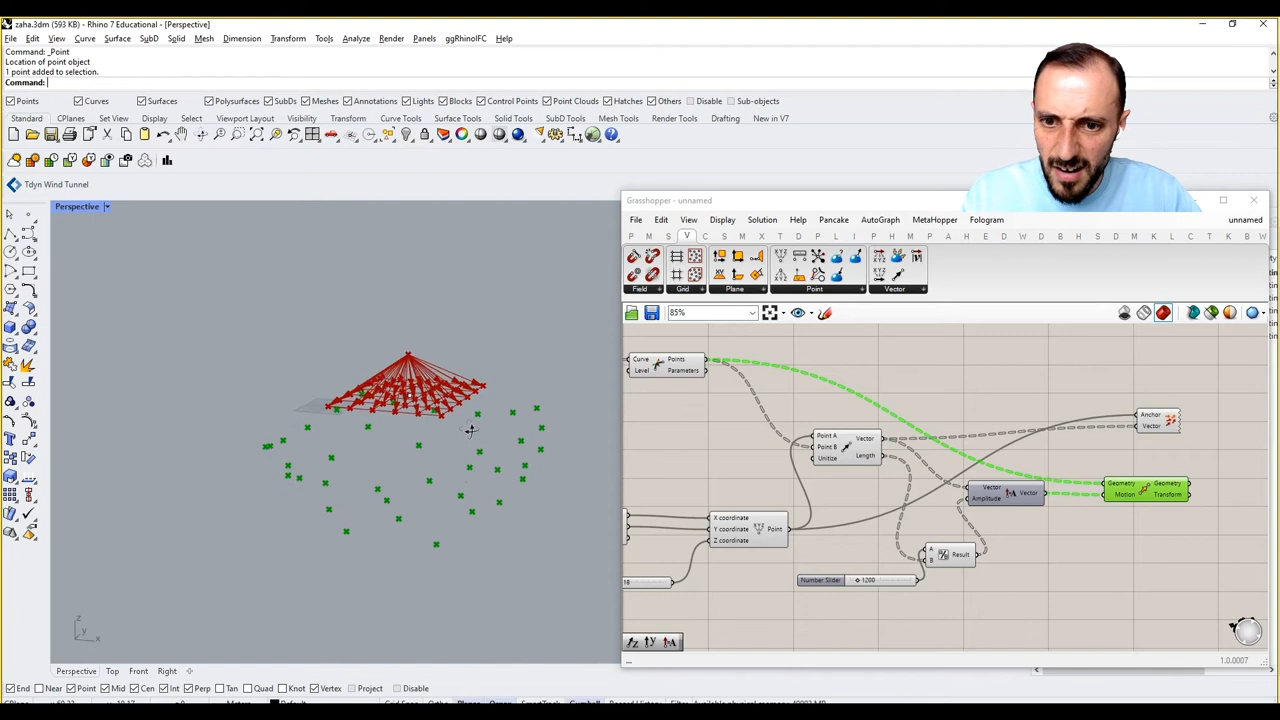 zaha.3dm (593 KB) - Rhino 7 Educational - [Perspective]
File Edit View Curve Surface SubD Solid Mesh Dimension Transform Tools Analyze Render Panels ggRhinoIFC Help
Command: _Point
Location of point object
1 point added to selection.
Command:
Points Curves Surfaces Polysurfaces SubDs Meshes Annotations Lights Blocks Control Points Point Clouds Hatches Others Disable Sub-objects
Standard CPlanes Set View Display Select Viewport Layout Visibility Transform Curve Tools Surface Tools Solid Tools SubD Tools Mesh Tools Render Tools Drafting New in V7
Tdyn Wind Tunnel
Perspective
Grasshopper - unnamed
File Edit View Display Solution Help Pancake AutoGraph MetaHopper Fologram unnamed
P M S V C S M X T D W A H M K H A N H E D W C S M K L C W
Field Grid Plane Point Vector
85%
Curve Points
Level Parameters
Point A Vector
Point B
Unitize Length
Anchor
Vector
Geometry Geometry
Motion Transform
Vector Vector
Amplitude
X coordinate
Y coordinate Point
Z coordinate
A Result
B
Number Slider 1200
18
1.0.0007
z
y x
Perspective Top Front Right
End Near Point Mid Cen Int Perp Tan Quad Knot Vertex Project Disable